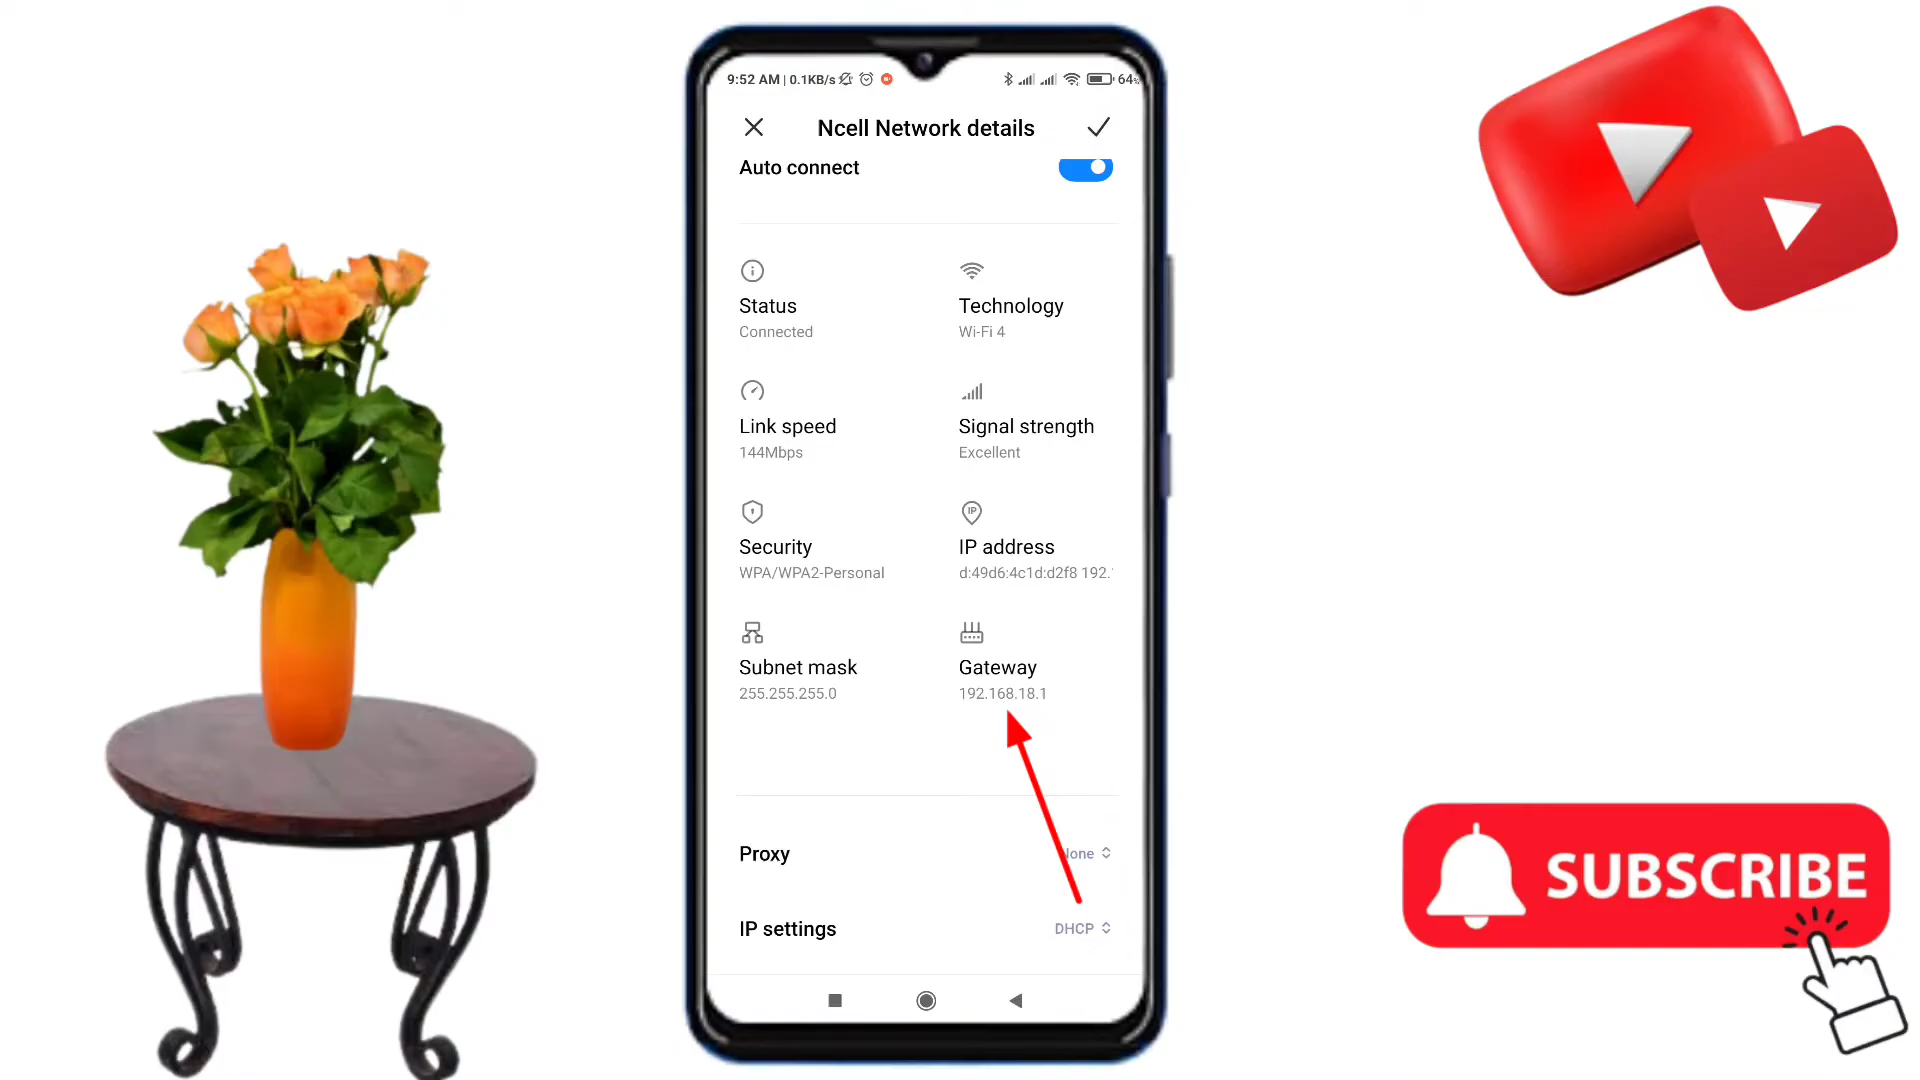 9:52 AM | 0.1KB/s
64%
Ncell Network details
Auto connect
Status
Connected
Technology
Wi-Fi 4
Link speed
144Mbps
Signal strength
Excellent
Security
WPA/WPA2-Personal
IP address
d:49d6:4c1d:d2f8 192.
Subnet mask
255.255.255.0
Gateway
192.168.18.1
Proxy
None
IP settings
DHCP
SUBSCRIBE